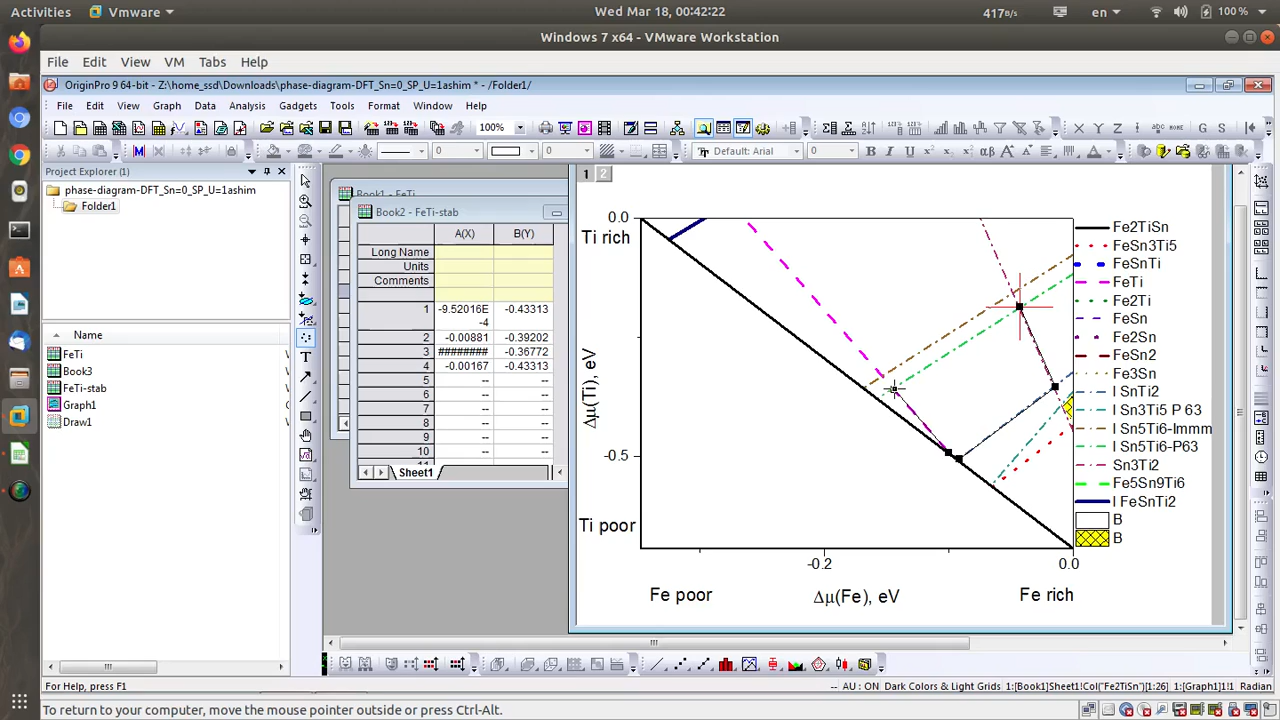 Activities Vmware Wed Mar 18, 00:42:22 417B/s en 100%
Windows 7 x64 - VMware Workstation
File Edit View VM Tabs Help
OriginPro 9 64-bit - Z:\home_ssd\Downloads\phase-diagram-DFT_Sn=0_SP_U=1ashim * - /Folder1/
File Edit View Graph Data Analysis Gadgets Tools Format Window Help
100%
0 0 Default: Arial 0 B I U
Project Explorer (1)
phase-diagram-DFT_Sn=0_SP_U=1ashim
Folder1
Name
FeTi
Book3
FeTi-stab
Graph1
Draw1
Book1 - FeTi
Book2 - FeTi-stab
A(X) B(Y)
Long Name
Units
Comments
1 -9.52016E-4 -0.43313
2 -0.00881 -0.39202
3 ######## -0.36772
4 -0.00167 -0.43313
5 -- --
6 -- --
7 -- --
8 -- --
9 -- --
10 -- --
11
Sheet1
1 2
0.0
Ti rich
Δμ(Ti), eV
-0.5
Ti poor
-0.2 0.0
Fe poor Δμ(Fe), eV Fe rich
Fe2TiSn
FeSn3Ti5
FeSnTi
FeTi
Fe2Ti
FeSn
Fe2Sn
FeSn2
Fe3Sn
I SnTi2
I Sn3Ti5 P 63
I Sn5Ti6-Immm
I Sn5Ti6-P63
Sn3Ti2
Fe5Sn9Ti6
I FeSnTi2
B
B
For Help, press F1 -- AU : ON Dark Colors & Light Grids 1:[Book1]Sheet1!Col("Fe2TiSn")[1:26] 1:[Graph1]1!1 Radian
To return to your computer, move the mouse pointer outside or press Ctrl-Alt.